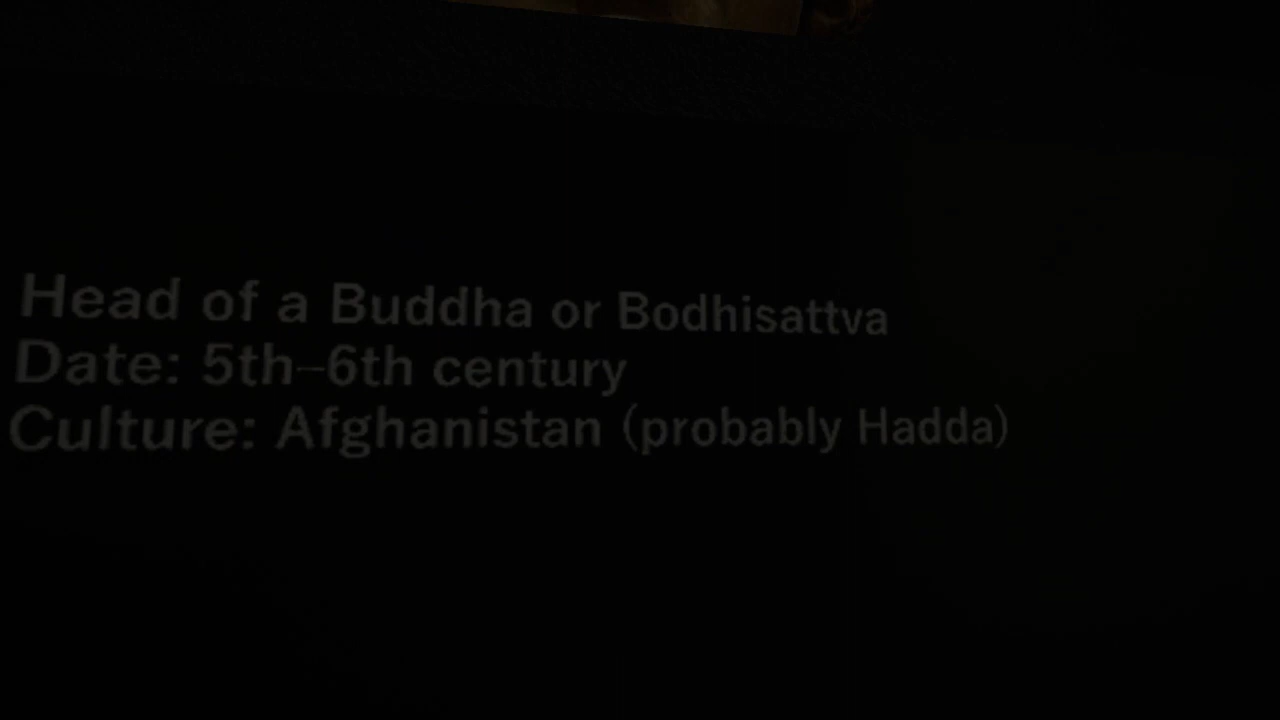 Head of a Buddha or Bodhisattva
Date: 5th–6th century
Culture: Afghanistan (probably Hadda)